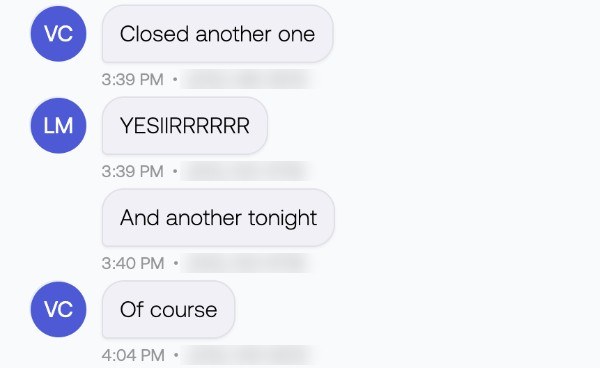 VC
Closed another one
3:39 PM •
LM
YESIIRRRRRR
3:39 PM •
And another tonight
3:40 PM •
VC
Of course
4:04 PM •